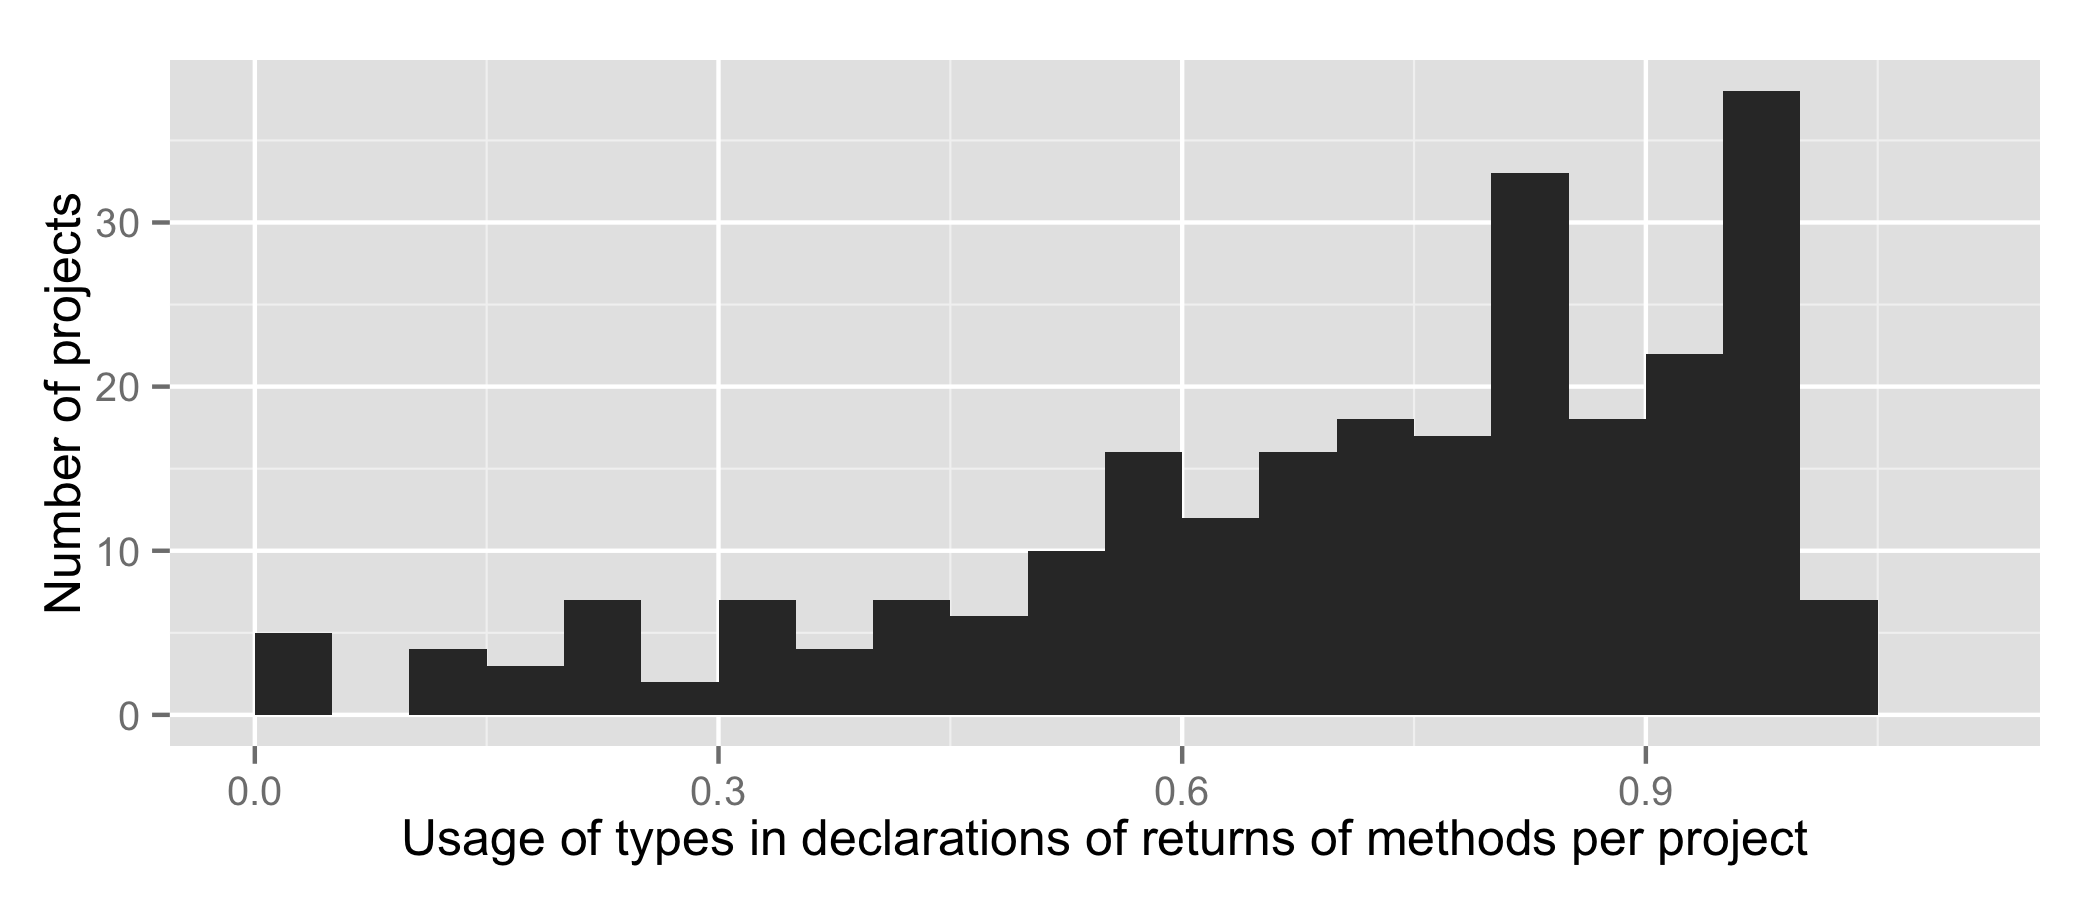 Number of projects
30
20
10
0
0.0 0.3 0.6 0.9
Usage of types in declarations of returns of methods per project